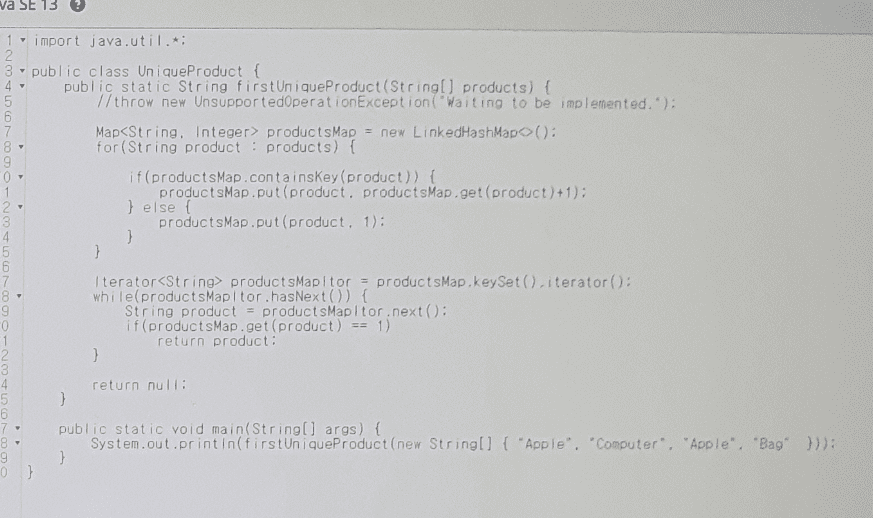 va SE 13 ?
1 import java.util.*;
2
3 public class UniqueProduct {
4 public static String firstUniqueProduct(String[] products) {
5 //throw new UnsupportedOperationException("Waiting to be implemented.");
6
7 Map<String, Integer> productsMap = new LinkedHashMap<>();
8 for(String product : products) {
9
0 if(productsMap.containsKey(product)) {
1 productsMap.put(product, productsMap.get(product)+1);
2 } else {
3 productsMap.put(product, 1);
4 }
5 }
6
7 Iterator<String> productsMapItor = productsMap.keySet().iterator();
8 while(productsMapItor.hasNext()) {
9 String product = productsMapItor.next();
0 if(productsMap.get(product) == 1)
1 return product;
2 }
3
4 return null;
5 }
6
7 public static void main(String[] args) {
8 System.out.println(firstUniqueProduct(new String[] { "Apple", "Computer", "Apple", "Bag" }));
9 }
0 }